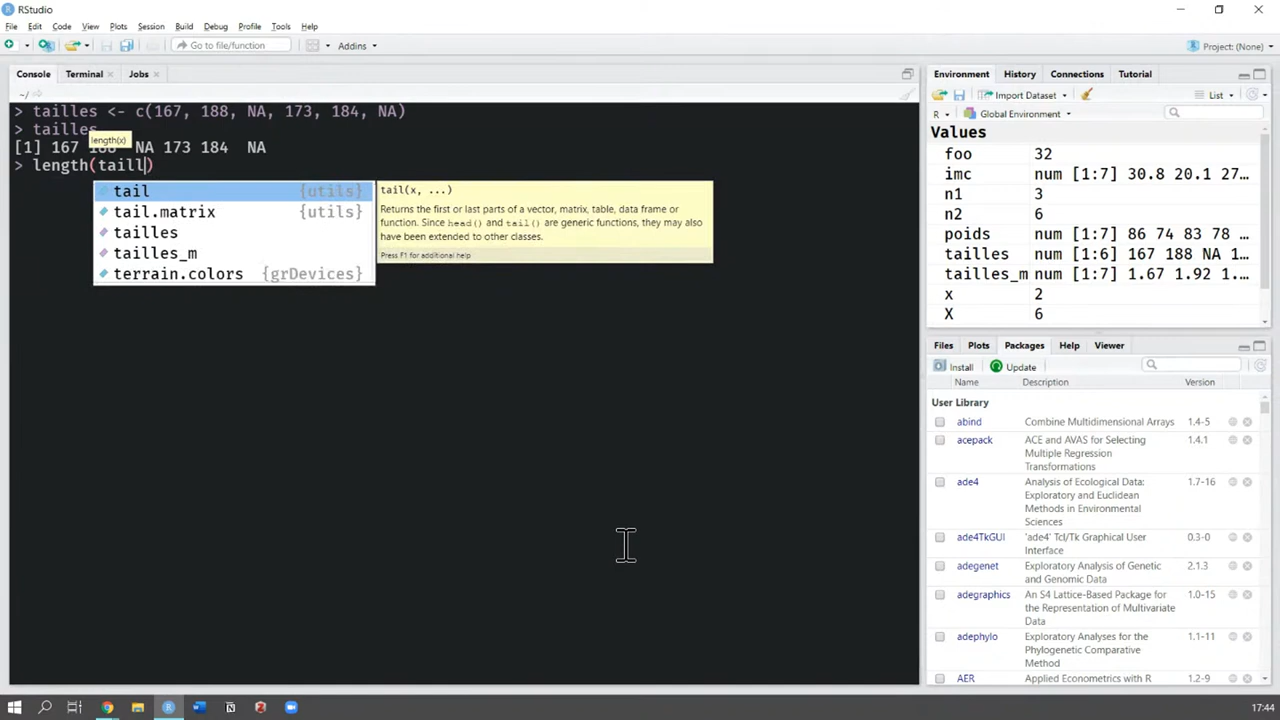 RStudio
File Edit Code View Plots Session Build Debug Profile Tools Help
Go to file/function Addins Project: (None)
Console Terminal Jobs
~/
> tailles <- c(167, 188, NA, 173, 184, NA)
> tailles
length(x)
[1] 167 188 NA 173 184 NA
> length(taill)
tail {utils}
tail.matrix {utils}
tailles
tailles_m
terrain.colors {grDevices}
tail(x, ...)
Returns the first or last parts of a vector, matrix, table, data frame or
function. Since head() and tail() are generic functions, they may also
have been extended to other classes.
Press F1 for additional help
Environment History Connections Tutorial
Import Dataset List
R Global Environment
Values
foo 32
imc num [1:7] 30.8 20.1 27...
n1 3
n2 6
poids num [1:7] 86 74 83 78 ...
tailles num [1:6] 167 188 NA 1...
tailles_m num [1:7] 1.67 1.92 1....
x 2
X 6
Files Plots Packages Help Viewer
Install Update
Name Description Version
User Library
abind Combine Multidimensional Arrays 1.4-5
acepack ACE and AVAS for Selecting 1.4.1
Multiple Regression
Transformations
ade4 Analysis of Ecological Data: 1.7-16
Exploratory and Euclidean
Methods in Environmental
Sciences
ade4TkGUI 'ade4' Tcl/Tk Graphical User 0.3-0
Interface
adegenet Exploratory Analysis of Genetic 2.1.3
and Genomic Data
adegraphics An S4 Lattice-Based Package for 1.0-15
the Representation of Multivariate
Data
adephylo Exploratory Analyses for the 1.1-11
Phylogenetic Comparative
Method
AER Applied Econometrics with R 1.2-9
17:44